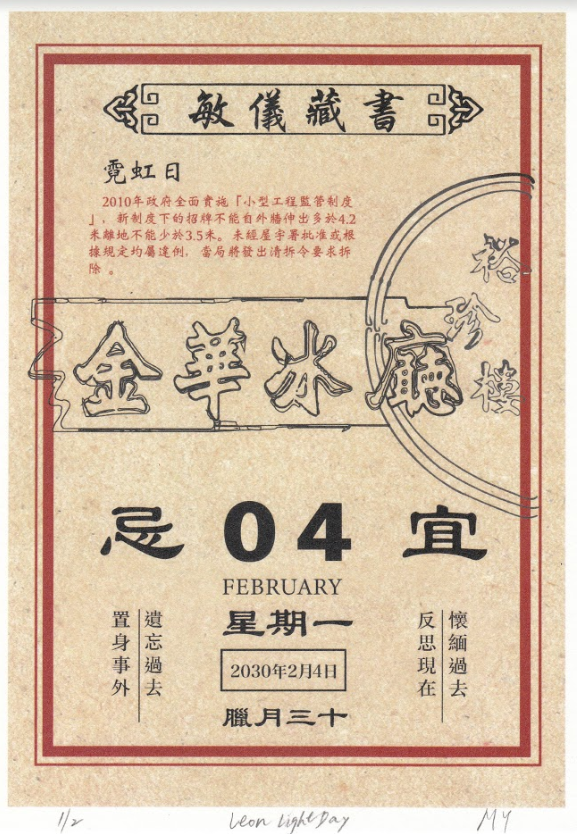 敏儀藏書
霓虹日
2010年政府全面實施「小型工程監管制度
」，新制度下的招牌不能自外牆伸出多於4.2
米離地不能少於3.5米。未經屋宇署批准或根
據規定均屬違例，當局將發出清拆令要求拆
除 。
裕珍樓
金華冰廳
忌 04 宜
FEBRUARY
星期一
2030年2月4日
臘月三十
遺忘過去
置身事外
懷緬過去
反思現在
1/2 Leon Light Day MY